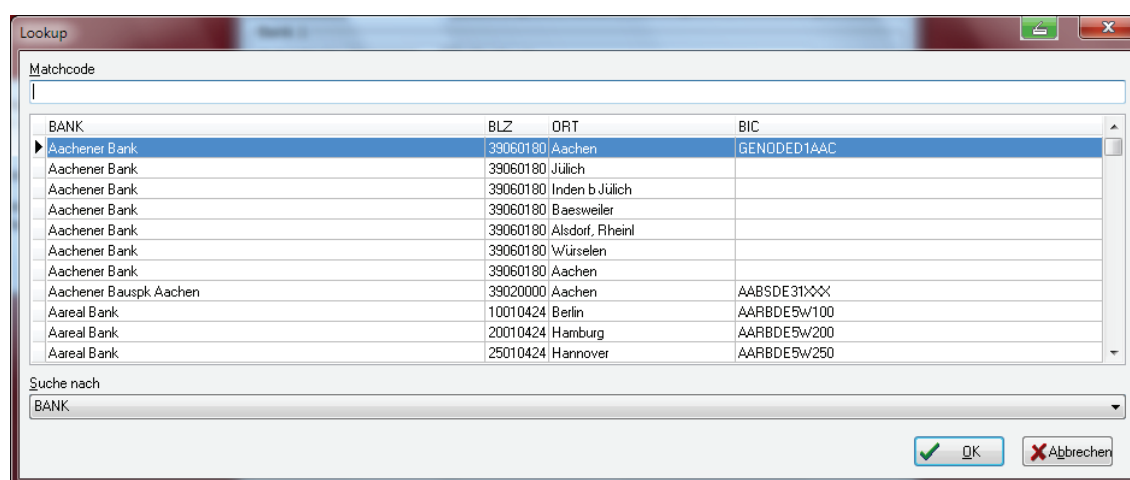 Lookup
Matchcode
BANK BLZ ORT BIC
Aachener Bank 39060180 Aachen GENODED1AAC
Aachener Bank 39060180 Jülich
Aachener Bank 39060180 Inden b Jülich
Aachener Bank 39060180 Baesweiler
Aachener Bank 39060180 Alsdorf, Rheinl
Aachener Bank 39060180 Würselen
Aachener Bank 39060180 Aachen
Aachener Bauspk Aachen 39020000 Aachen AABSDE31XXX
Aareal Bank 10010424 Berlin AARBDE5W100
Aareal Bank 20010424 Hamburg AARBDE5W200
Aareal Bank 25010424 Hannover AARBDE5W250
Suche nach
BANK
OK Abbrechen